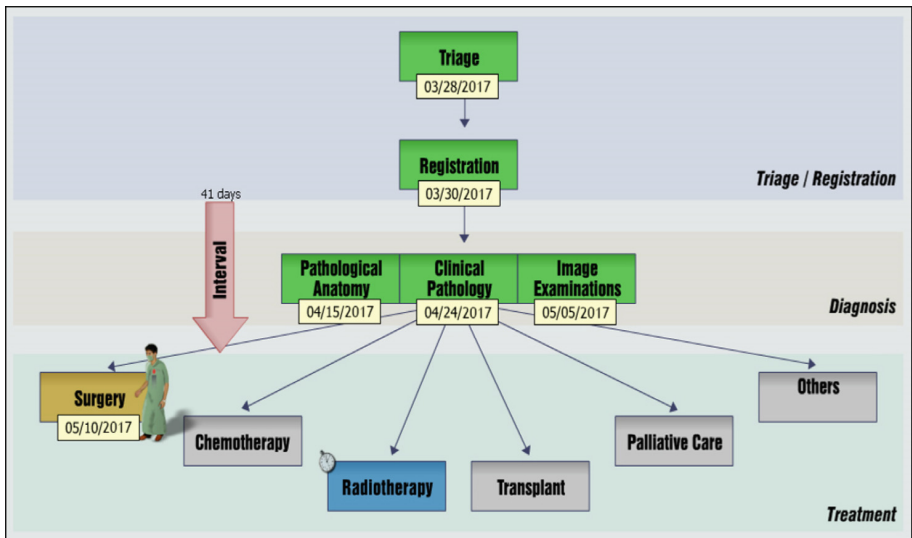 Triage
03/28/2017
Registration
03/30/2017
Triage / Registration
41 days
Interval
Pathological
Anatomy
04/15/2017
Clinical
Pathology
04/24/2017
Image
Examinations
05/05/2017
Diagnosis
Surgery
05/10/2017
Chemotherapy
Radiotherapy
Transplant
Palliative Care
Others
Treatment